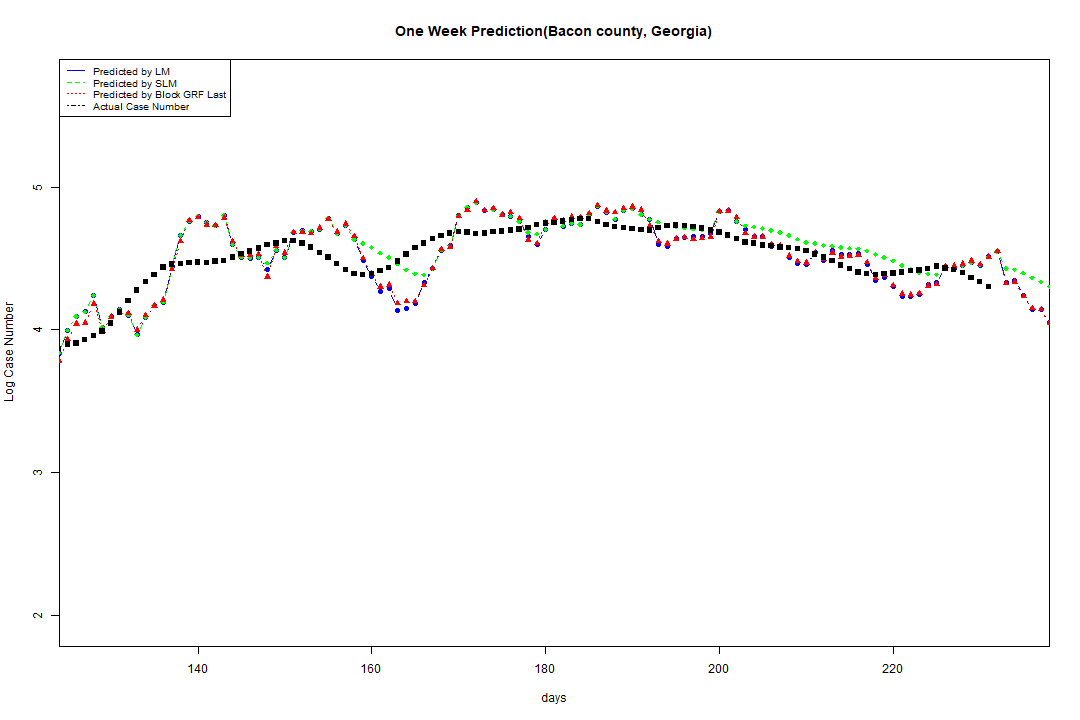 One Week Prediction(Bacon county, Georgia)
Predicted by LM
Predicted by SLM
Predicted by Block GRF Last
Actual Case Number
5
4
3
2
Log Case Number
140 160 180 200 220
days